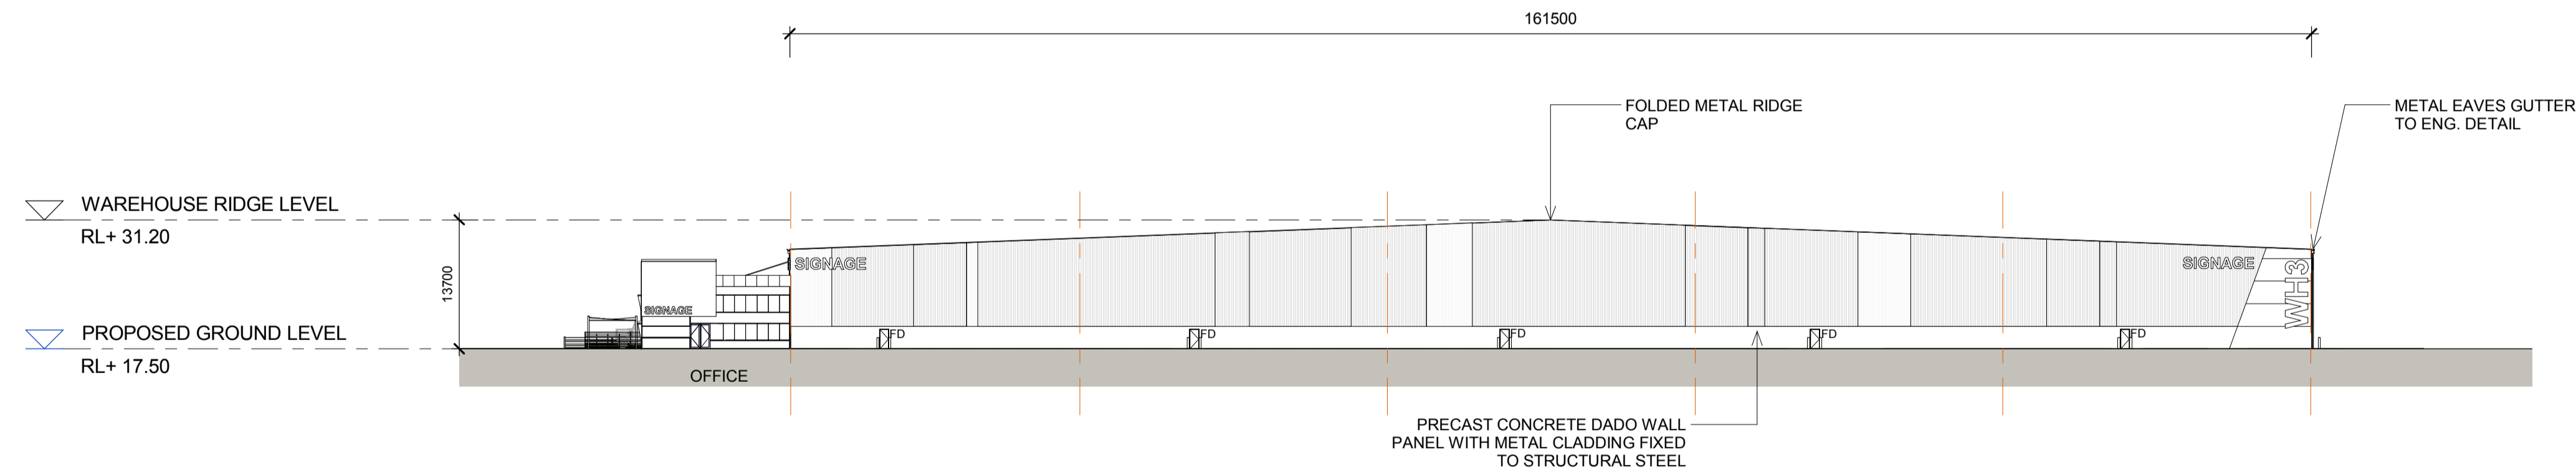 161500
FOLDED METAL RIDGE
CAP
METAL EAVES GUTTER
TO ENG. DETAIL
WAREHOUSE RIDGE LEVEL
RL+ 31.20
13700
SIGNAGE
SIGNAGE
SIGNAGE
WH3
PROPOSED GROUND LEVEL
RL+ 17.50
FD
FD
FD
FD
FD
OFFICE
PRECAST CONCRETE DADO WALL
PANEL WITH METAL CLADDING FIXED
TO STRUCTURAL STEEL